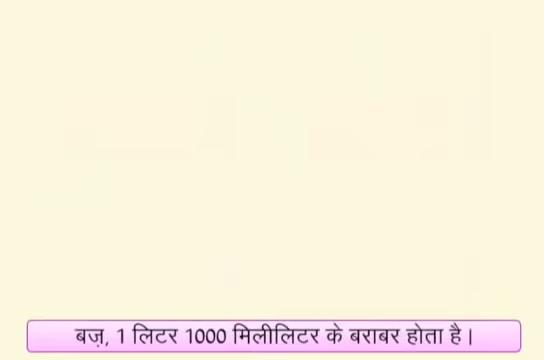 बज़, 1 लिटर 1000 मिलीलिटर के बराबर होता है।